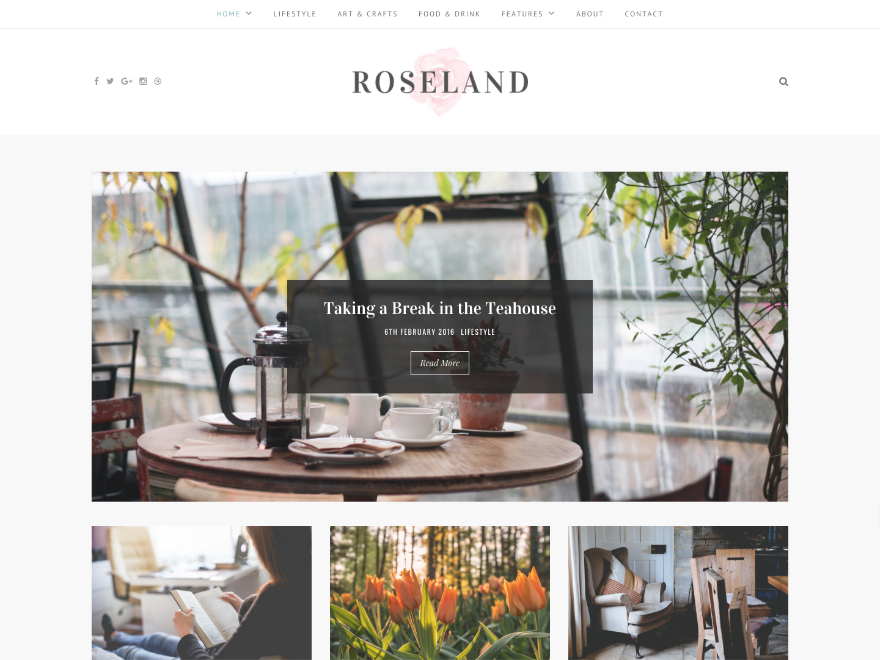 HOME LIFESTYLE ART & CRAFTS FOOD & DRINK FEATURES ABOUT CONTACT
ROSELAND
Taking a Break in the Teahouse
6TH FEBRUARY 2016 LIFESTYLE
Read More